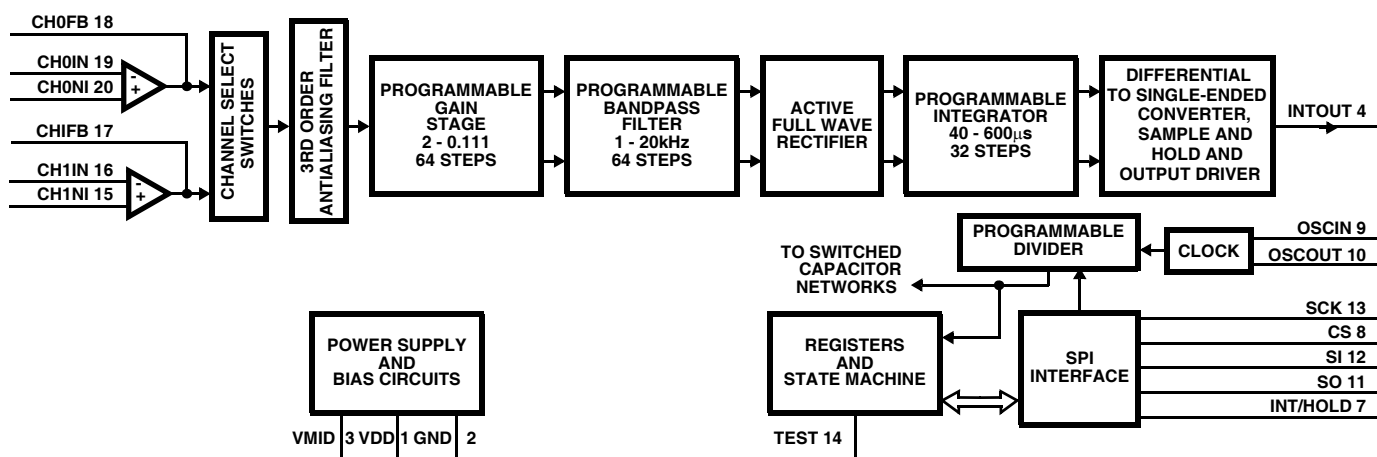 CH0FB 18
CH0IN 19
CH0NI 20
CHIFB 17
CH1IN 16
CH1NI 15
-
+
-
+
CHANNEL SELECT
SWITCHES
3RD ORDER
ANTIALIASING FILTER
PROGRAMMABLE
GAIN
STAGE
2 - 0.111
64 STEPS
PROGRAMMABLE
BANDPASS
FILTER
1 - 20kHz
64 STEPS
ACTIVE
FULL WAVE
RECTIFIER
PROGRAMMABLE
INTEGRATOR
40 - 600μs
32 STEPS
DIFFERENTIAL
TO SINGLE-ENDED
CONVERTER,
SAMPLE AND
HOLD AND
OUTPUT DRIVER
INTOUT 4
PROGRAMMABLE
DIVIDER
CLOCK
OSCIN 9
OSCOUT 10
TO SWITCHED
CAPACITOR
NETWORKS
POWER SUPPLY
AND
BIAS CIRCUITS
VMID 3 VDD 1 GND 2
REGISTERS
AND
STATE MACHINE
TEST 14
SPI
INTERFACE
SCK 13
CS 8
SI 12
SO 11
INT/HOLD 7